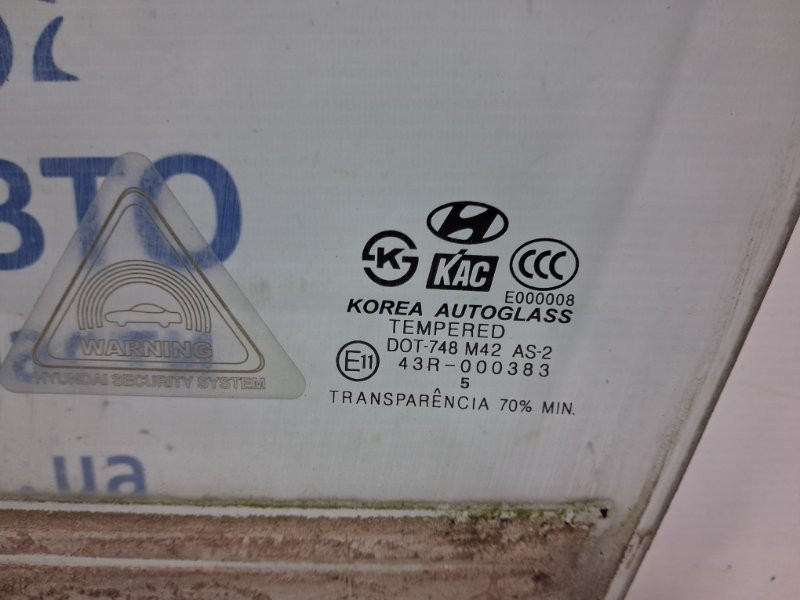 ВТО
WARNING
HYUNDAI SECURITY SYSTEM
K
KAC
CCC
E000008
KOREA AUTOGLASS
TEMPERED
DOT-748 M42 AS-2
E11 43R-000383
5
TRANSPARÊNCIA 70% MIN.
.ua